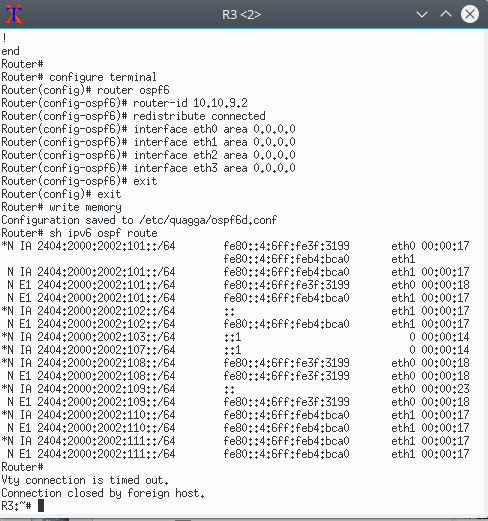 R3 <2>
!
end
Router#
Router# configure terminal
Router(config)# router ospf6
Router(config-ospf6)# router-id 10.10.9.2
Router(config-ospf6)# redistribute connected
Router(config-ospf6)# interface eth0 area 0.0.0.0
Router(config-ospf6)# interface eth1 area 0.0.0.0
Router(config-ospf6)# interface eth2 area 0.0.0.0
Router(config-ospf6)# interface eth3 area 0.0.0.0
Router(config-ospf6)# exit
Router(config)# exit
Router# write memory
Configuration saved to /etc/quagga/ospf6d.conf
Router# sh ipv6 ospf route
*N IA 2404:2000:2002:101::/64 fe80::4:6ff:fe3f:3199 eth0 00:00:17
fe80::4:6ff:feb4:bca0 eth1
N IA 2404:2000:2002:101::/64 fe80::4:6ff:feb4:bca0 eth1 00:00:17
N E1 2404:2000:2002:101::/64 fe80::4:6ff:fe3f:3199 eth0 00:00:18
N E1 2404:2000:2002:101::/64 fe80::4:6ff:feb4:bca0 eth1 00:00:17
*N IA 2404:2000:2002:102::/64 :: eth1 00:00:17
N E1 2404:2000:2002:102::/64 fe80::4:6ff:feb4:bca0 eth1 00:00:17
*N IA 2404:2000:2002:103::/64 ::1 0 00:00:14
*N IA 2404:2000:2002:107::/64 ::1 0 00:00:14
*N IA 2404:2000:2002:108::/64 fe80::4:6ff:fe3f:3199 eth0 00:00:18
N E1 2404:2000:2002:108::/64 fe80::4:6ff:fe3f:3199 eth0 00:00:18
*N IA 2404:2000:2002:109::/64 :: eth0 00:00:23
N E1 2404:2000:2002:109::/64 fe80::4:6ff:fe3f:3199 eth0 00:00:18
*N IA 2404:2000:2002:110::/64 fe80::4:6ff:feb4:bca0 eth1 00:00:17
N E1 2404:2000:2002:110::/64 fe80::4:6ff:feb4:bca0 eth1 00:00:17
*N IA 2404:2000:2002:111::/64 fe80::4:6ff:feb4:bca0 eth1 00:00:17
N E1 2404:2000:2002:111::/64 fe80::4:6ff:feb4:bca0 eth1 00:00:17
Router#
Vty connection is timed out.
Connection closed by foreign host.
R3:~#